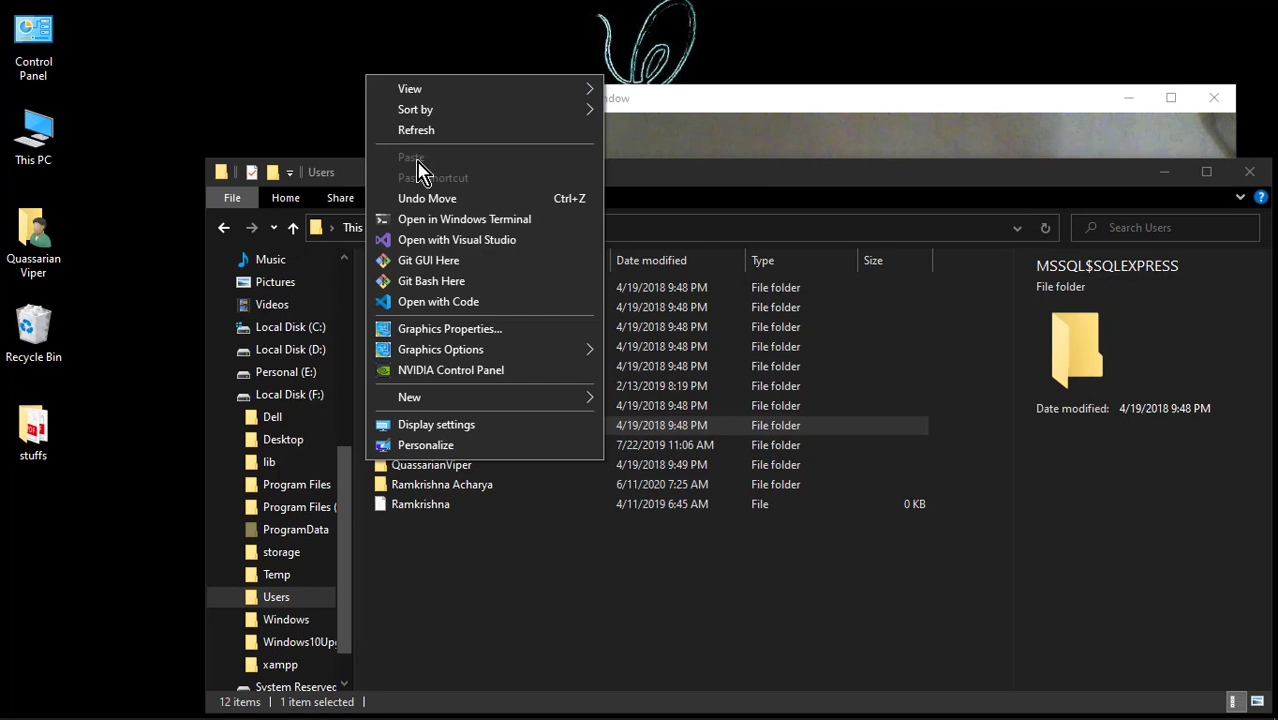 Control
Panel
This PC
Quassarian
Viper
Recycle Bin
stuffs
View
Sort by
Refresh
Paste
Undo Move Ctrl+Z
Open in Windows Terminal
Open with Visual Studio
Git GUI Here
Git Bash Here
Open with Code
Graphics Properties...
Graphics Options
NVIDIA Control Panel
New
Display settings
Personalize
ndow
Users
File Home Share
This
Search Users
Music
Pictures
Videos
Local Disk (C:)
Local Disk (D:)
Personal (E:)
Local Disk (F:)
Dell
Desktop
lib
Program Files
Program Files (
ProgramData
storage
Temp
Users
Windows
Windows10Up
xampp
System Reserved
Date modified Type Size
4/19/2018 9:48 PM File folder
4/19/2018 9:48 PM File folder
4/19/2018 9:48 PM File folder
4/19/2018 9:48 PM File folder
4/19/2018 9:48 PM File folder
2/13/2019 8:19 PM File folder
4/19/2018 9:48 PM File folder
4/19/2018 9:48 PM File folder
7/22/2019 11:06 AM File folder
QuassarianViper 4/19/2018 9:49 PM File folder
Ramkrishna Acharya 6/11/2020 7:25 AM File folder
Ramkrishna 4/11/2019 6:45 AM File 0 KB
MSSQL$SQLEXPRESS
File folder
Date modified: 4/19/2018 9:48 PM
12 items 1 item selected